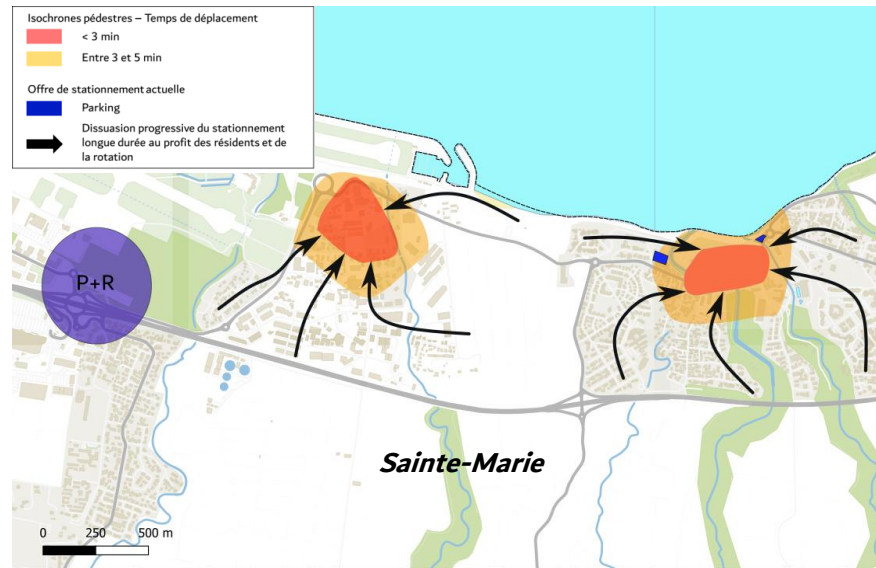 Isochrones pédestres – Temps de déplacement
< 3 min
Entre 3 et 5 min
Offre de stationnement actuelle
Parking
Dissuasion progressive du stationnement
longue durée au profit des résidents et de
la rotation
P+R
Sainte-Marie
0 250 500 m